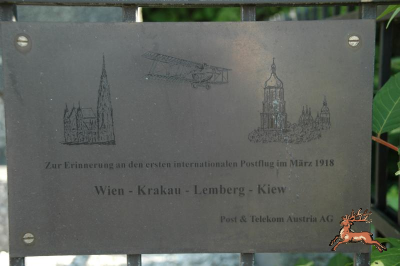 Zur Erinnerung an den ersten internationalen Postflug im März 1918
Wien - Krakau - Lemberg - Kiew
Post & Telekom Austria AG